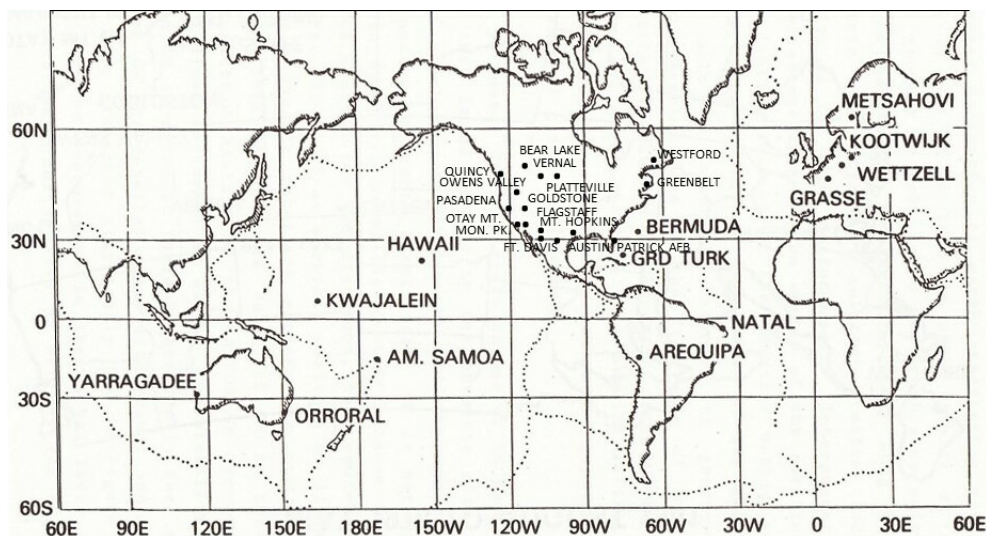 METSAHOVI
60N
KOOTWIJK
BEAR LAKE
VERNAL
WESTFORD
QUINCY
OWENS VALLEY
WETTZELL
PLATTEVILLE
GREENBELT
PASADENA
GOLDSTONE
GRASSE
FLAGSTAFF
OTAY MT.
MT. HOPKINS
MON. PK.
BERMUDA
30N
HAWAII
FT. DAVIS
AUSTIN
PATRICK AFB
GRD TURK
KWAJALEIN
0
NATAL
AM. SAMOA
AREQUIPA
YARRAGADEE
30S
ORRORAL
60S
60E 90E 120E 150E 180 150W 120W 90W 60W 30W 0 30E 60E